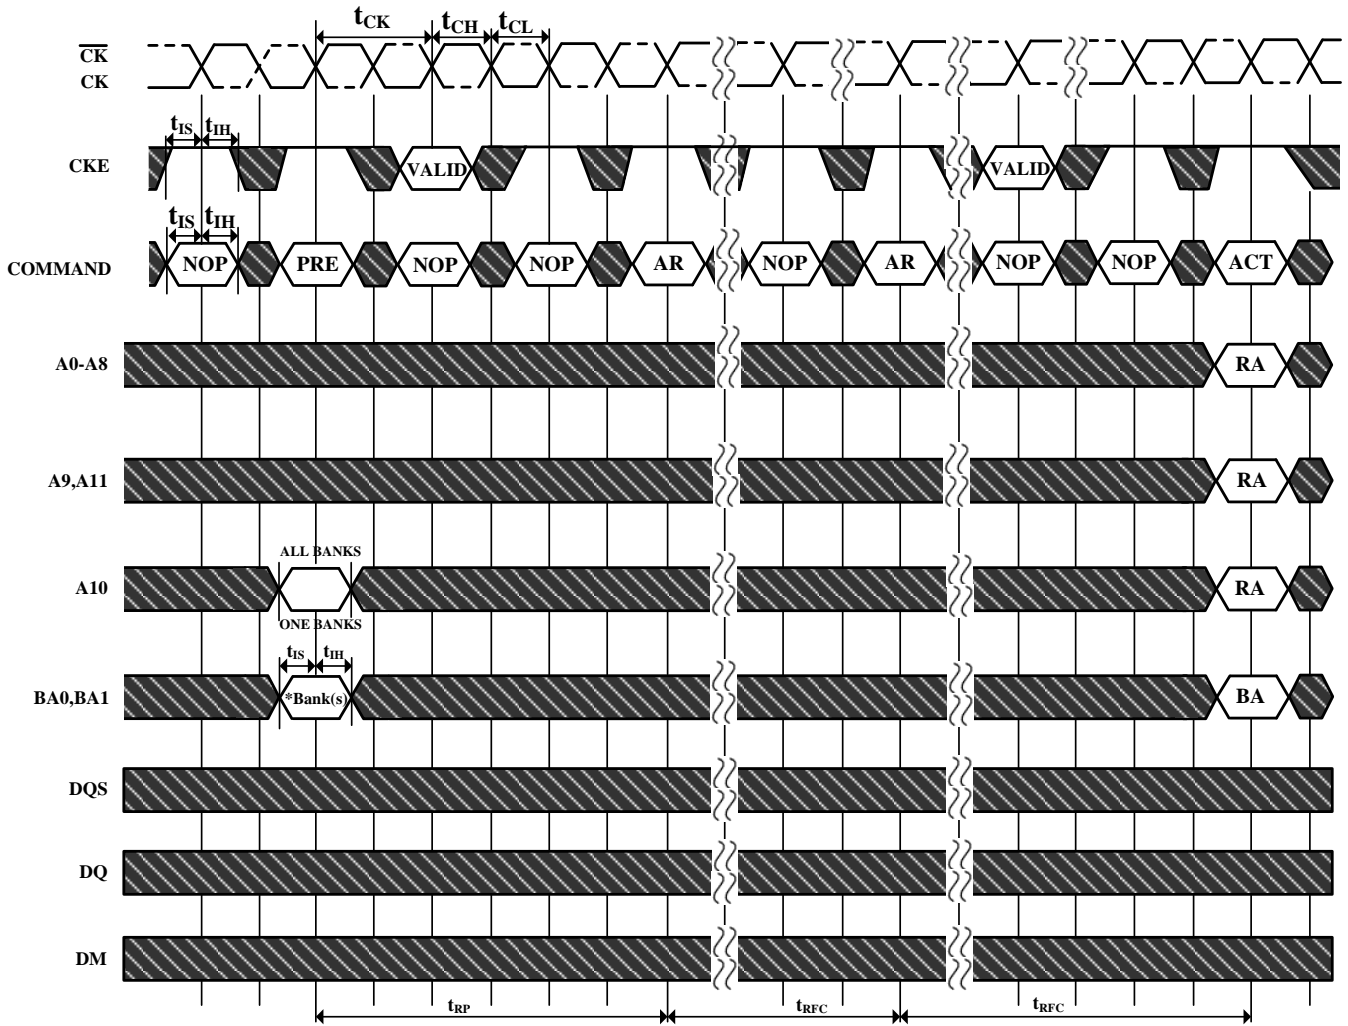 tCK tCH tCL
CK
CK
tIS tIH
CKE VALID VALID
tIS tIH
COMMAND NOP PRE NOP NOP AR NOP AR NOP NOP ACT
A0-A8 RA
A9,A11 RA
ALL BANKS
A10 RA
ONE BANKS
tIS tIH
BA0,BA1 *Bank(s) BA
DQS
DQ
DM
tRP tRFC tRFC